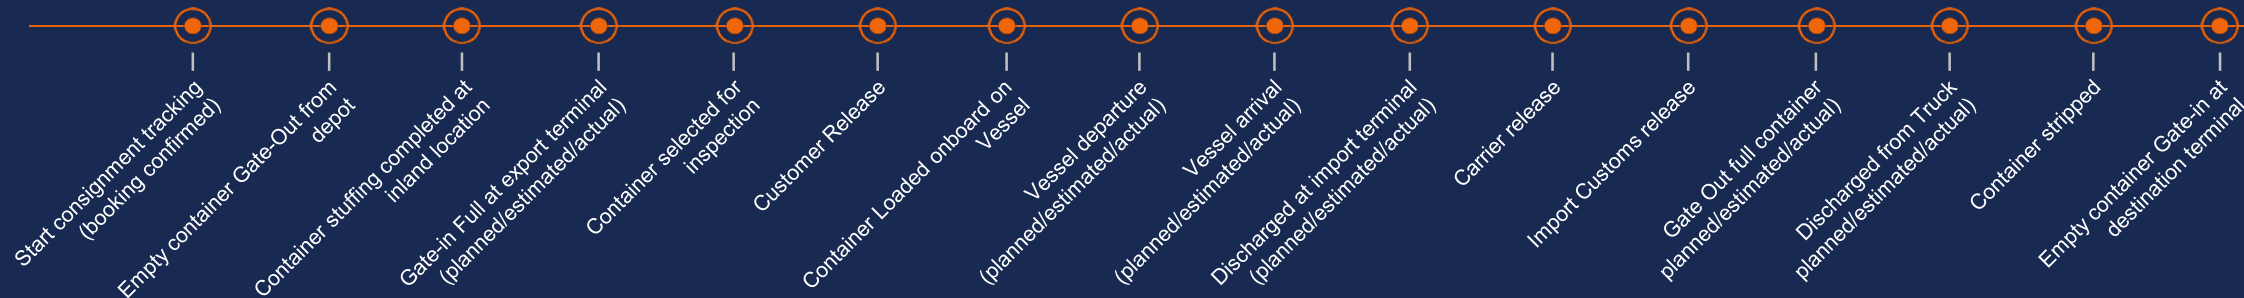 Start consignment tracking
(booking confirmed)
Empty container Gate-Out from
depot
Container stuffing completed at
inland location
Gate-in Full at export terminal
(planned/estimated/actual)
Container selected for
inspection
Customer Release
Container Loaded onboard on
Vessel
Vessel departure
(planned/estimated/actual)
Vessel arrival
(planned/estimated/actual)
Discharged at import terminal
(planned/estimated/actual)
Carrier release
Import Customs release
Gate Out full container
planned/estimated/actual)
Discharged from Truck
planned/estimated/actual)
Container stripped
Empty container Gate-in at
destination terminal